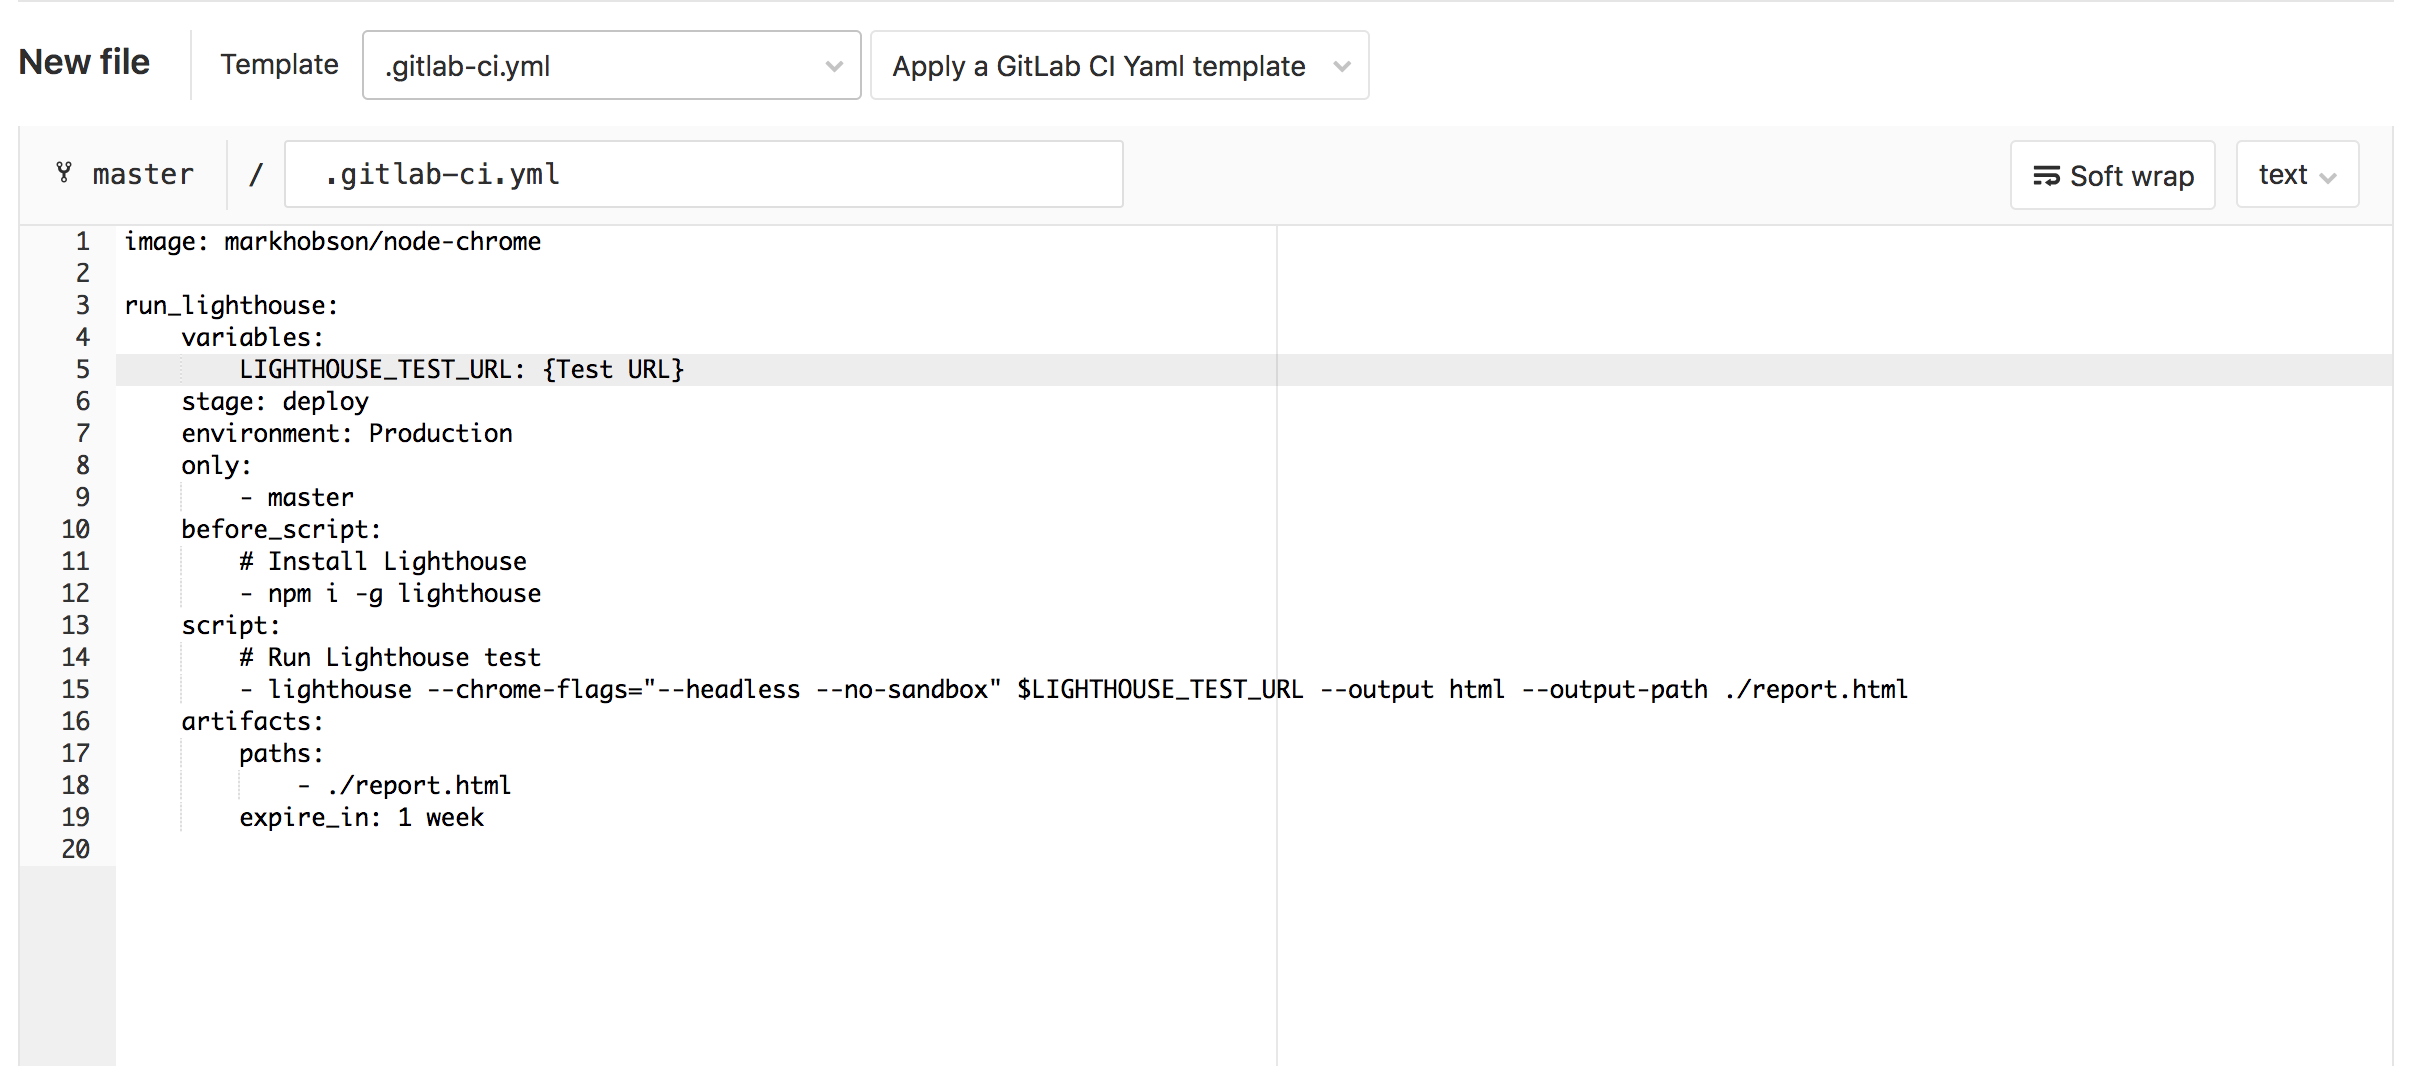 New file Template .gitlab-ci.yml Apply a GitLab CI Yaml template
master / .gitlab-ci.yml Soft wrap text
1 image: markhobson/node-chrome
2
3 run_lighthouse:
4     variables:
5         LIGHTHOUSE_TEST_URL: {Test URL}
6     stage: deploy
7     environment: Production
8     only:
9         - master
10     before_script:
11         # Install Lighthouse
12         - npm i -g lighthouse
13     script:
14         # Run Lighthouse test
15         - lighthouse --chrome-flags="--headless --no-sandbox" $LIGHTHOUSE_TEST_URL --output html --output-path ./report.html
16     artifacts:
17         paths:
18             - ./report.html
19         expire_in: 1 week
20